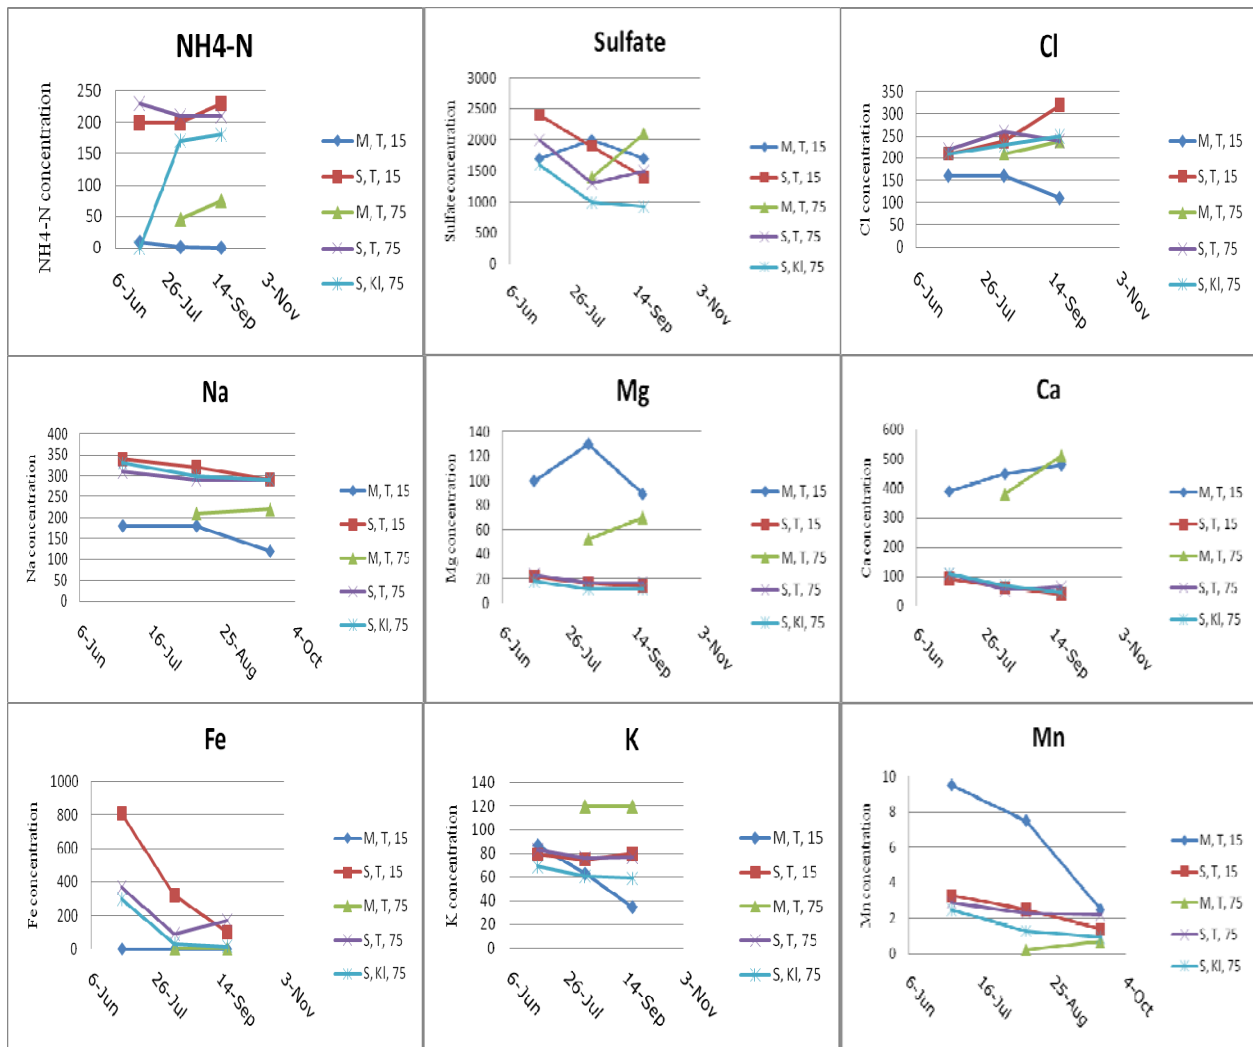 NH4-N
NH4-N concentration
250
200
150
100
50
0
6-Jun
26-Jul
14-Sep
3-Nov
M, T, 15
S, T, 15
M, T, 75
S, T, 75
S, Kl, 75
Sulfate
Sulfate concentration
3000
2500
2000
1500
1000
500
0
6-Jun
26-Jul
14-Sep
3-Nov
M, T, 15
S, T, 15
M, T, 75
S, T, 75
S, Kl, 75
Cl
Cl concentration
350
300
250
200
150
100
50
0
6-Jun
26-Jul
14-Sep
3-Nov
M, T, 15
S, T, 15
M, T, 75
S, T, 75
S, Kl, 75
Na
Na concentration
400
350
300
250
200
150
100
50
0
6-Jun
16-Jul
25-Aug
4-Oct
M, T, 15
S, T, 15
M, T, 75
S, T, 75
S, Kl, 75
Mg
Mg concentration
140
120
100
80
60
40
20
0
6-Jun
26-Jul
14-Sep
3-Nov
M, T, 15
S, T, 15
M, T, 75
S, T, 75
S, Kl, 75
Ca
Ca concentration
600
500
400
300
200
100
0
6-Jun
26-Jul
14-Sep
3-Nov
M, T, 15
S, T, 15
M, T, 75
S, T, 75
S, Kl, 75
Fe
Fe concentration
1000
800
600
400
200
0
6-Jun
26-Jul
14-Sep
3-Nov
M, T, 15
S, T, 15
M, T, 75
S, T, 75
S, Kl, 75
K
K concentration
140
120
100
80
60
40
20
0
6-Jun
26-Jul
14-Sep
3-Nov
M, T, 15
S, T, 15
M, T, 75
S, T, 75
S, Kl, 75
Mn
Mn concentration
10
8
6
4
2
0
6-Jun
16-Jul
25-Aug
4-Oct
M, T, 15
S, T, 15
M, T, 75
S, T, 75
S, Kl, 75